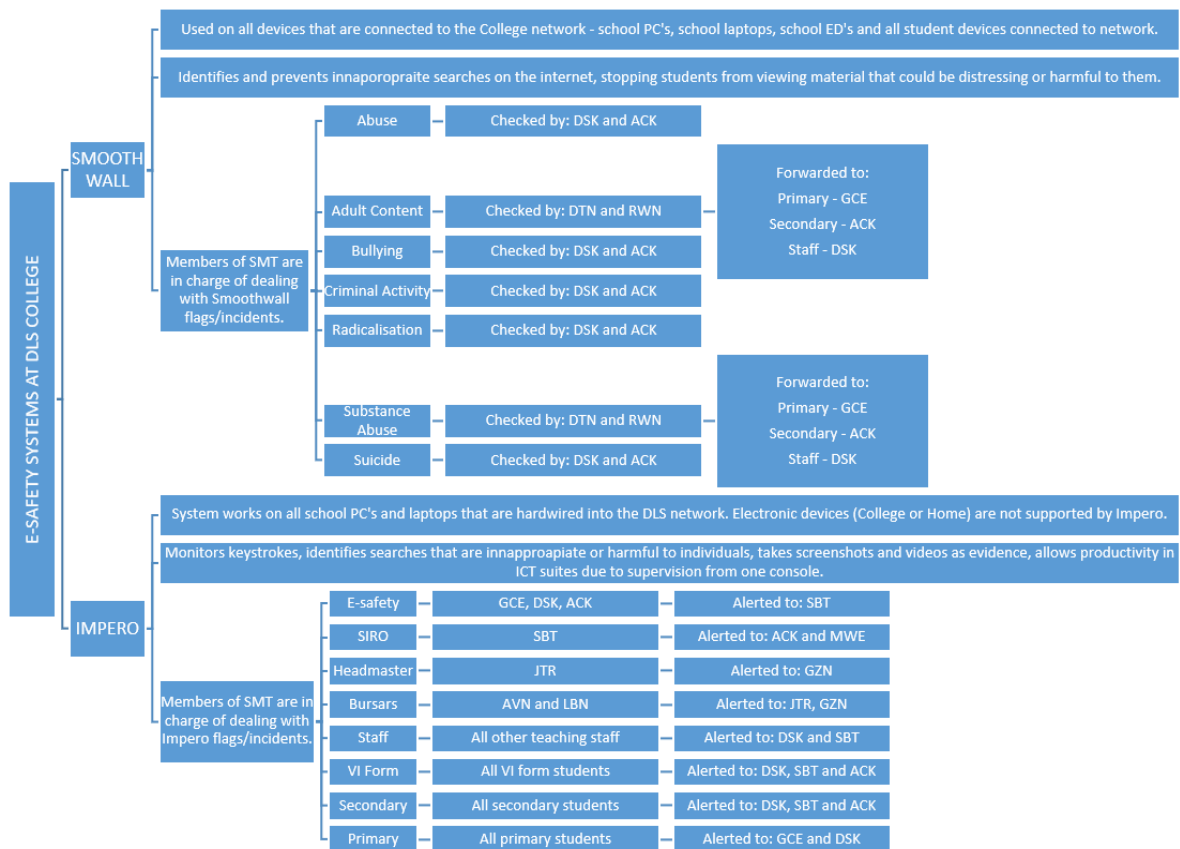 E-SAFETY SYSTEMS AT DLS COLLEGE
SMOOTH
WALL
Used on all devices that are connected to the College network - school PC's, school laptops, school ED's and all student devices connected to network.
Identifies and prevents innaporopraite searches on the internet, stopping students from viewing material that could be distressing or harmful to them.
Members of SMT are
in charge of dealing
with Smoothwall
flags/incidents.
Abuse
Checked by: DSK and ACK
Adult Content
Checked by: DTN and RWN
Forwarded to:
Primary - GCE
Secondary - ACK
Staff - DSK
Bullying
Checked by: DSK and ACK
Criminal Activity
Checked by: DSK and ACK
Radicalisation
Checked by: DSK and ACK
Substance
Abuse
Checked by: DTN and RWN
Forwarded to:
Primary - GCE
Secondary - ACK
Staff - DSK
Suicide
Checked by: DSK and ACK
IMPERO
System works on all school PC's and laptops that are hardwired into the DLS network. Electronic devices (College or Home) are not supported by Impero.
Monitors keystrokes, identifies searches that are innapproapiate or harmful to individuals, takes screenshots and videos as evidence, allows productivity in
ICT suites due to supervision from one console.
Members of SMT are in
charge of dealing with
Impero flags/incidents.
E-safety
GCE, DSK, ACK
Alerted to: SBT
SIRO
SBT
Alerted to: ACK and MWE
Headmaster
JTR
Alerted to: GZN
Bursars
AVN and LBN
Alerted to: JTR, GZN
Staff
All other teaching staff
Alerted to: DSK and SBT
VI Form
All VI form students
Alerted to: DSK, SBT and ACK
Secondary
All secondary students
Alerted to: DSK, SBT and ACK
Primary
All primary students
Alerted to: GCE and DSK